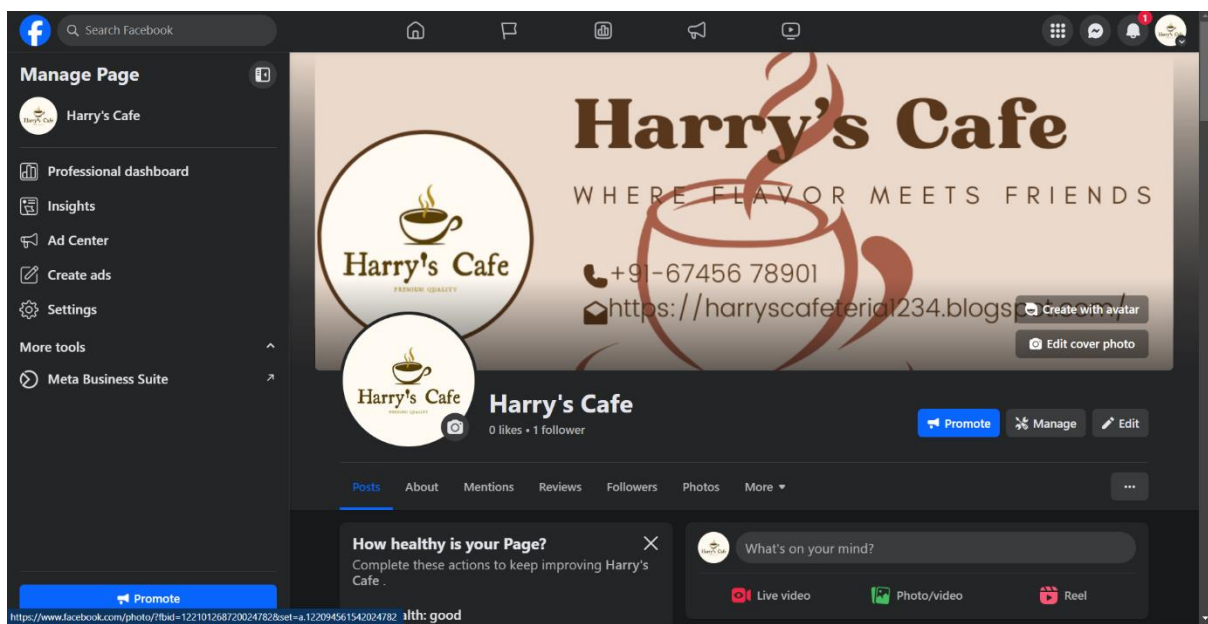 Search Facebook
1
Manage Page
Harry's Cafe
Professional dashboard
Insights
Ad Center
Create ads
Settings
More tools
Meta Business Suite
Promote
https://www.facebook.com/photo/?fbid=122101268720024782&set=a.122094561542024782
Harry's Cafe
WHERE FLAVOR MEETS FRIENDS
Harry's Cafe
PREMIUM QUALITY
+91-67456 78901
https://harryscafeteria1234.blogspot.com/
Create with avatar
Edit cover photo
Harry's Cafe
PREMIUM QUALITY
Harry's Cafe
0 likes • 1 follower
Promote
Manage
Edit
Posts About Mentions Reviews Followers Photos More
How healthy is your Page?
Complete these actions to keep improving Harry's
Cafe .
alth: good
What's on your mind?
Live video
Photo/video
Reel